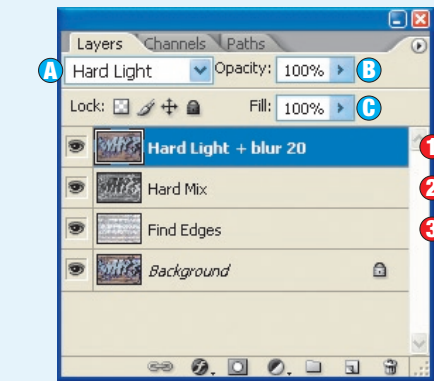 Layers Channels Paths
A Hard Light Opacity: 100% B
Lock: Fill: 100% C
Hard Light + blur 20 1
Hard Mix 2
Find Edges 3
Background